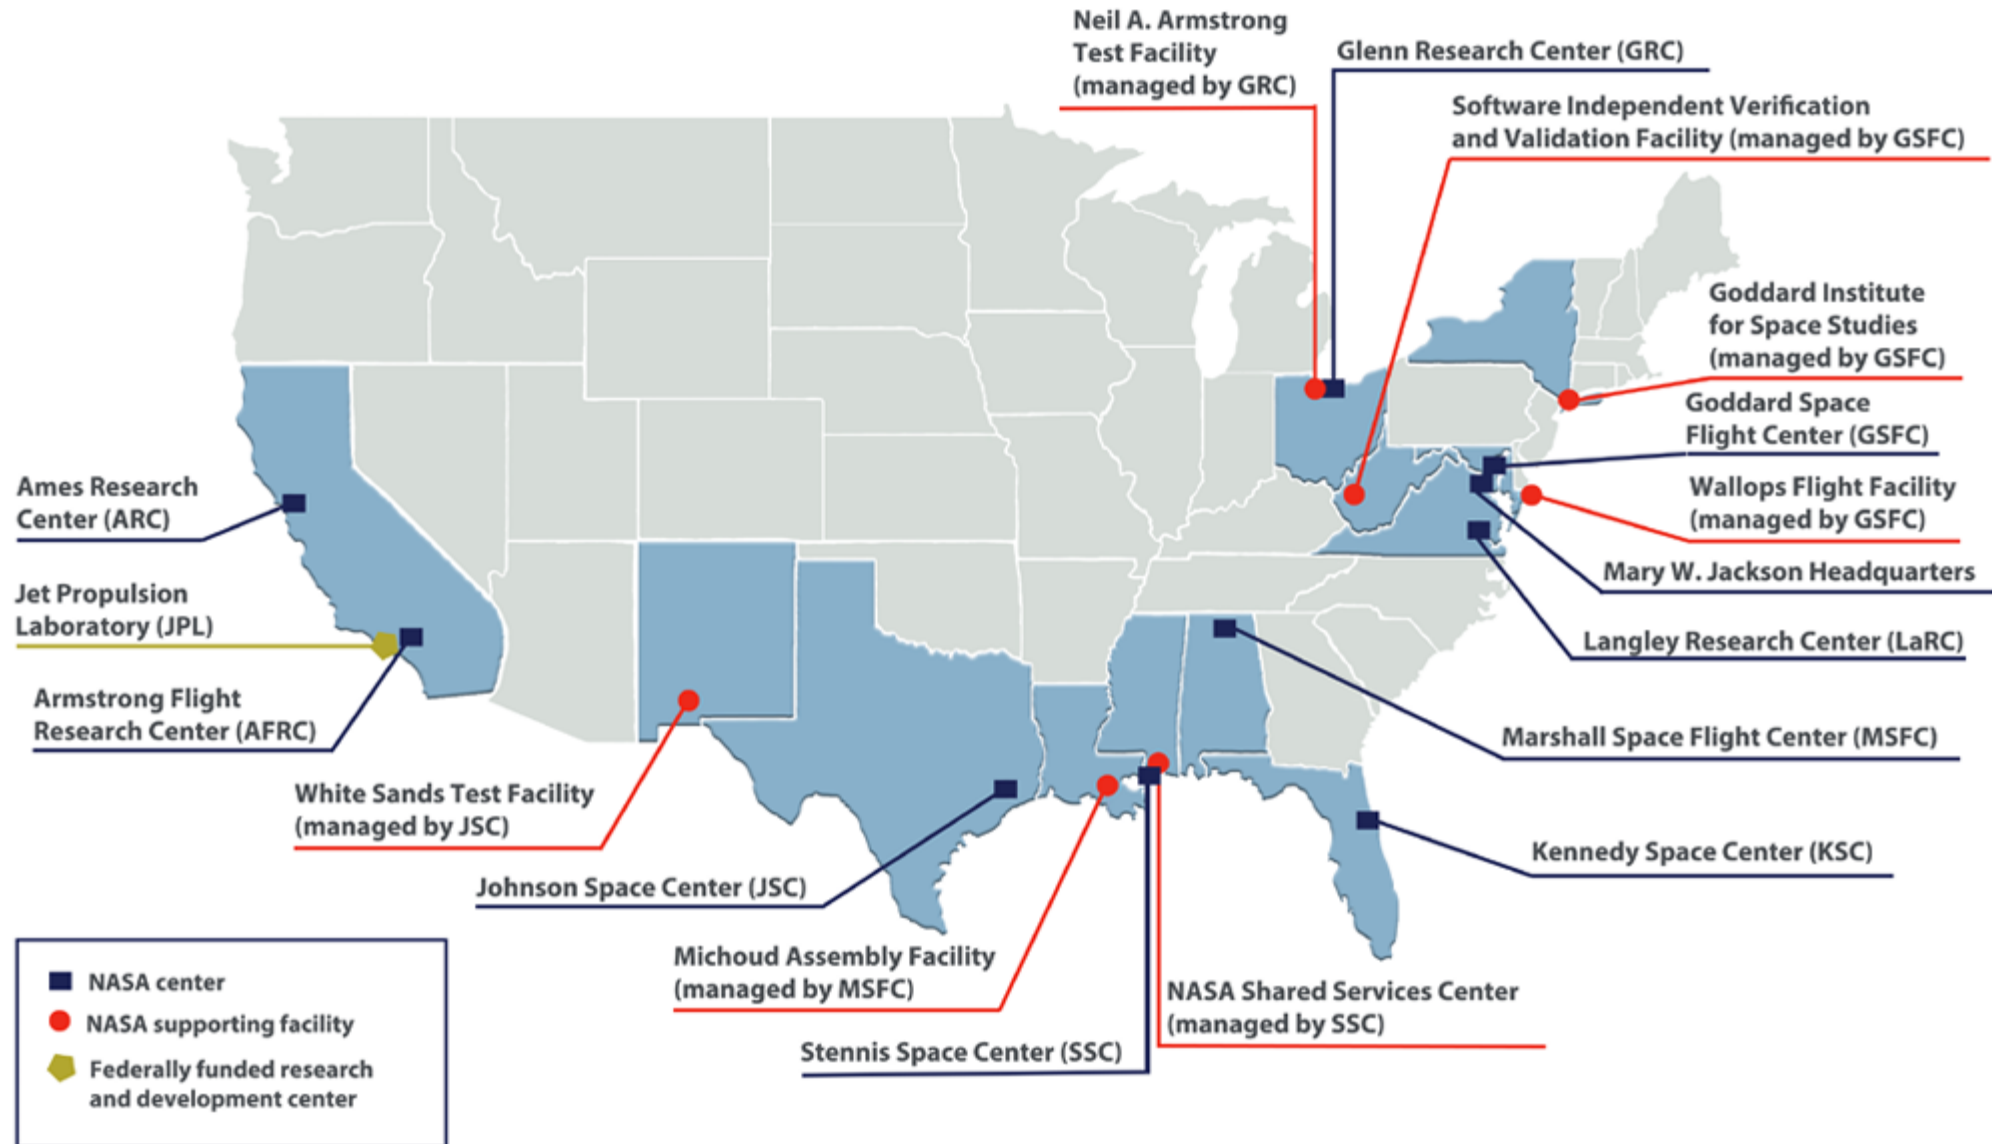 Neil A. Armstrong
Test Facility
(managed by GRC)
Glenn Research Center (GRC)
Software Independent Verification
and Validation Facility (managed by GSFC)
Goddard Institute
for Space Studies
(managed by GSFC)
Goddard Space
Flight Center (GSFC)
Wallops Flight Facility
(managed by GSFC)
Mary W. Jackson Headquarters
Langley Research Center (LaRC)
Marshall Space Flight Center (MSFC)
Kennedy Space Center (KSC)
Ames Research
Center (ARC)
Jet Propulsion
Laboratory (JPL)
Armstrong Flight
Research Center (AFRC)
White Sands Test Facility
(managed by JSC)
Johnson Space Center (JSC)
Michoud Assembly Facility
(managed by MSFC)
NASA Shared Services Center
(managed by SSC)
Stennis Space Center (SSC)
NASA center
NASA supporting facility
Federally funded research
and development center